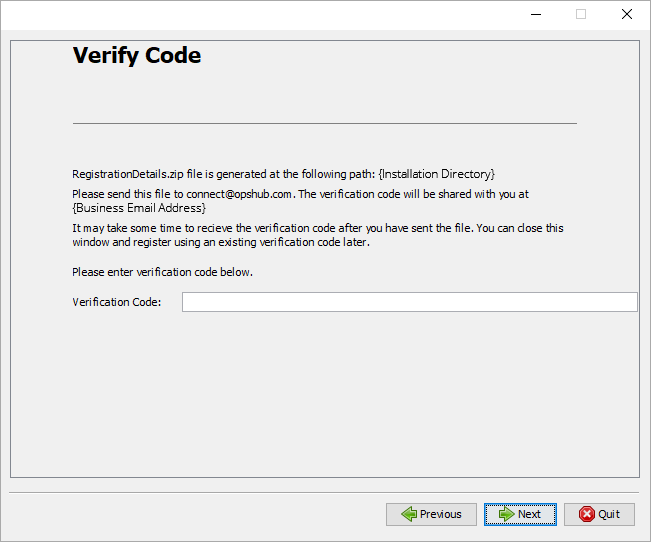 Verify Code
RegistrationDetails.zip file is generated at the following path: {Installation Directory}
Please send this file to connect@opshub.com. The verification code will be shared with you at
{Business Email Address}
It may take some time to recieve the verification code after you have sent the file. You can close this
window and register using an existing verification code later.
Please enter verification code below.
Verification Code:
Previous
Next
Quit